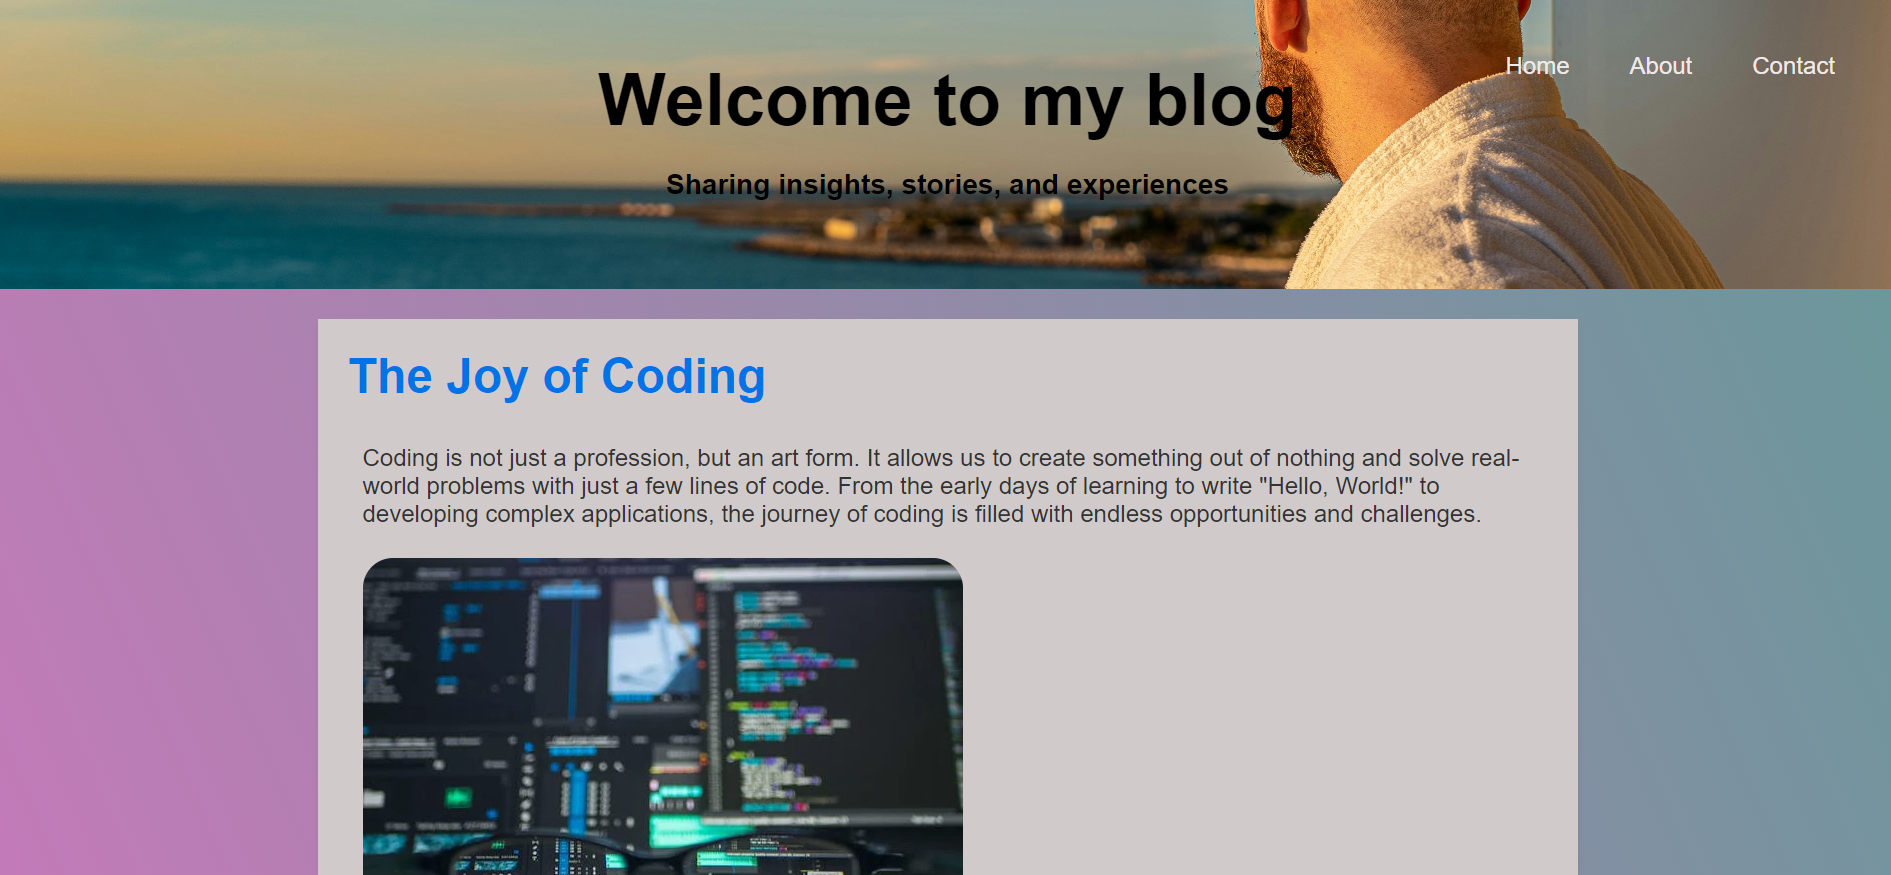 Home About Contact
Welcome to my blog
Sharing insights, stories, and experiences
The Joy of Coding
Coding is not just a profession, but an art form. It allows us to create something out of nothing and solve real-
world problems with just a few lines of code. From the early days of learning to write "Hello, World!" to
developing complex applications, the journey of coding is filled with endless opportunities and challenges.